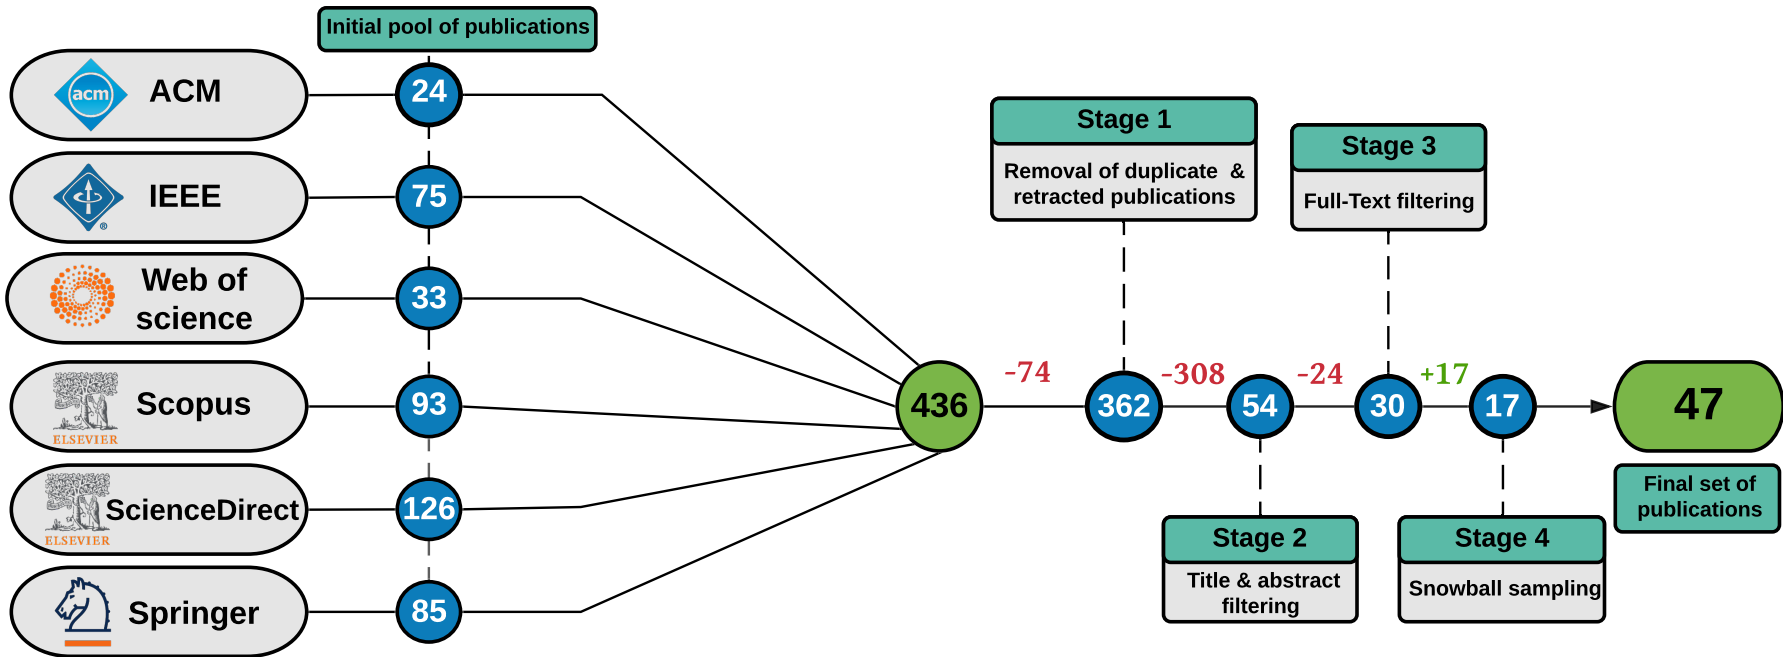 Initial pool of publications
acm
ACM
24
IEEE
75
®
Web of
science
33
ELSEVIER
Scopus
93
ELSEVIER
ScienceDirect
126
Springer
85
436
-74
Stage 1
Removal of duplicate &
retracted publications
362
-308
54
Stage 2
Title & abstract
filtering
-24
Stage 3
Full-Text filtering
30
+17
17
Stage 4
Snowball sampling
47
Final set of
publications